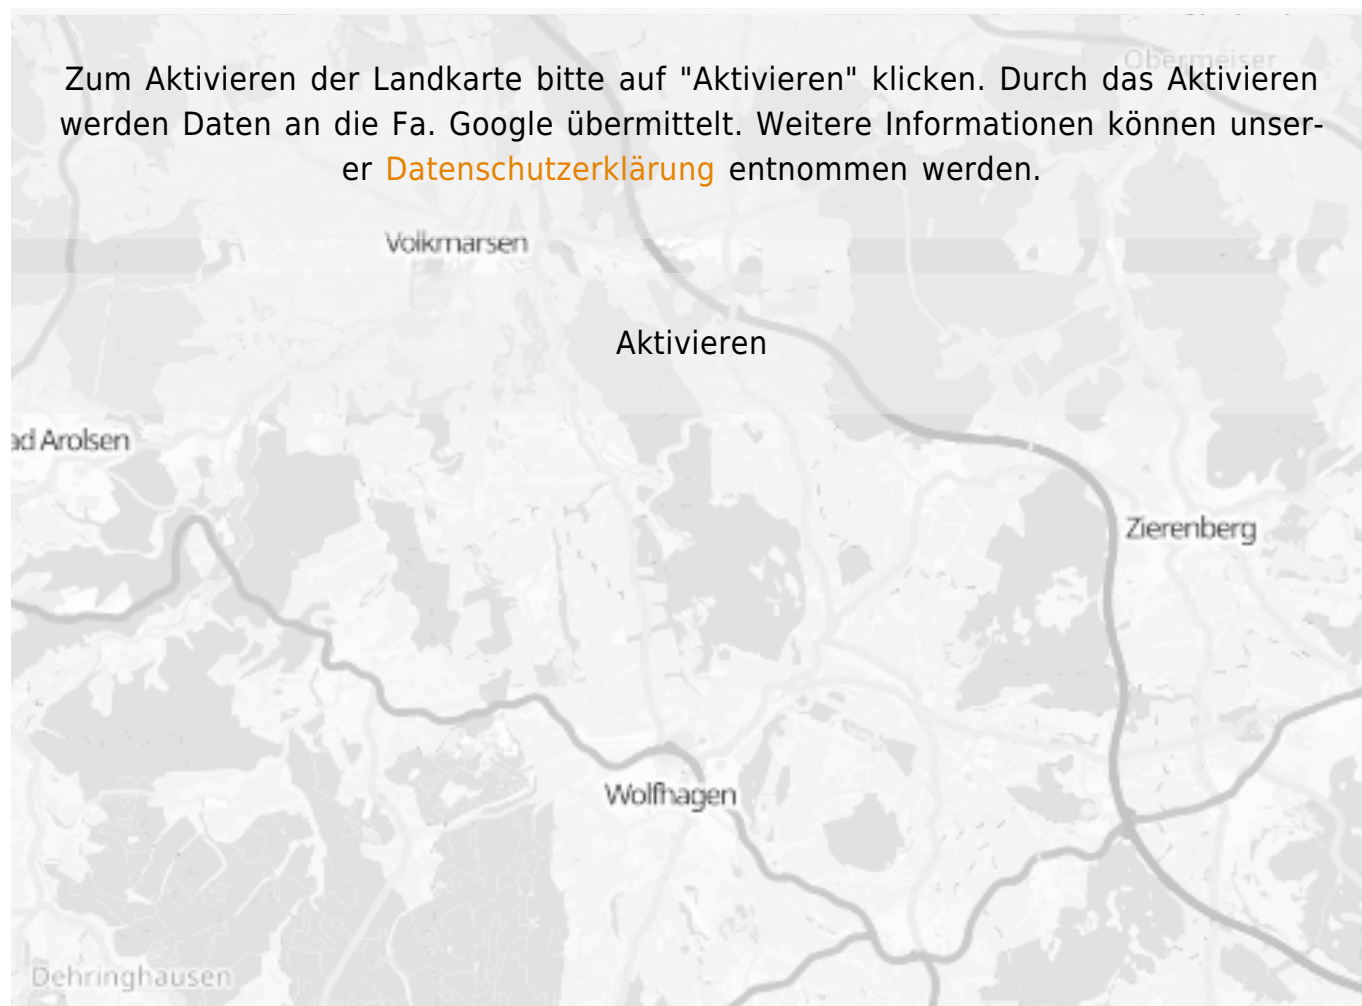 Obermeiser
Zum Aktivieren der Landkarte bitte auf "Aktivieren" klicken. Durch das Aktivieren
werden Daten an die Fa. Google übermittelt. Weitere Informationen können unser-
er Datenschutzerklärung entnommen werden.
Volkmarsen
Aktivieren
ad Arolsen
Zierenberg
Wolfhagen
Dehringhausen